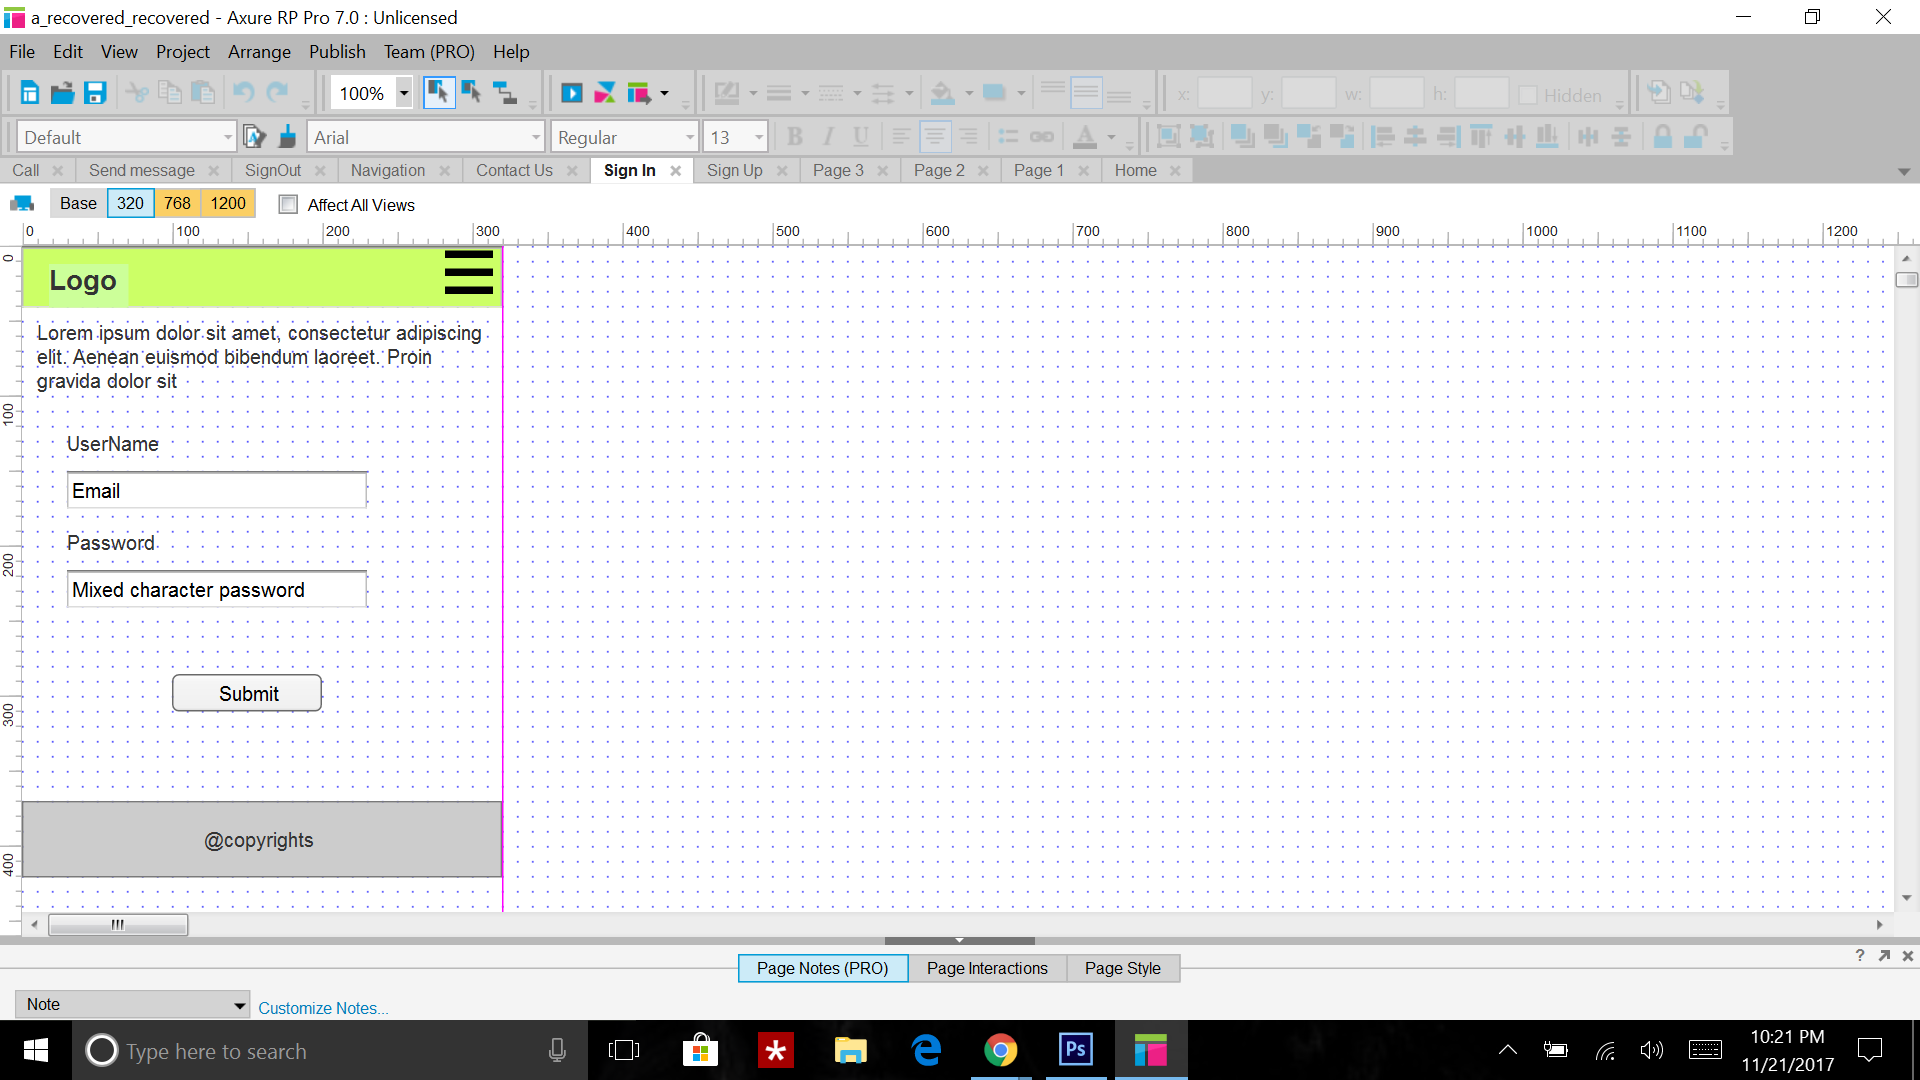 a_recovered_recovered - Axure RP Pro 7.0 : Unlicensed
File Edit View Project Arrange Publish Team (PRO) Help
100% x: y: w: h: Hidden
Default Arial Regular 13 B I U A
Call Send message SignOut Navigation Contact Us Sign In Sign Up Page 3 Page 2 Page 1 Home
Base 320 768 1200 Affect All Views
0 100 200 300 400 500 600 700 800 900 1000 1100 1200
0
Logo
Lorem ipsum dolor sit amet, consectetur adipiscing
elit. Aenean euismod bibendum laoreet. Proin
gravida dolor sit
100
UserName
Email
Password
200
Mixed character password
Submit
300
@copyrights
400
?
Page Notes (PRO) Page Interactions Page Style
Note Customize Notes...
Type here to search
Ps
10:21 PM
11/21/2017